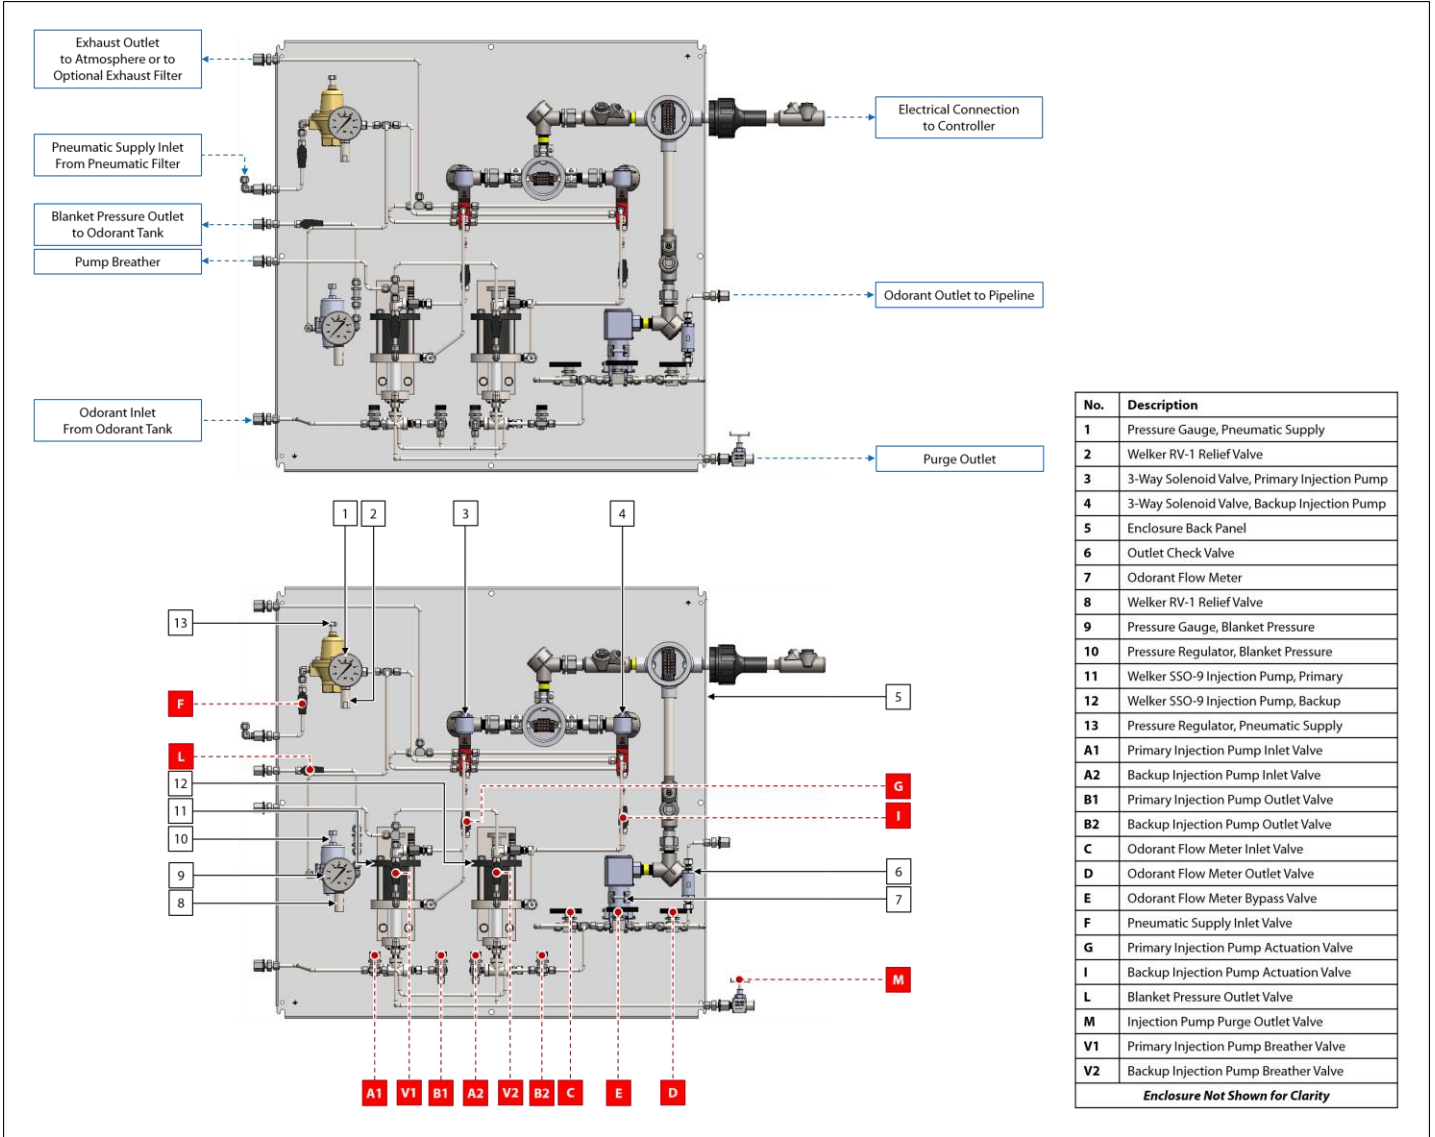 Exhaust Outlet
to Atmosphere or to
Optional Exhaust Filter
Electrical Connection
to Controller
Pneumatic Supply Inlet
From Pneumatic Filter
Blanket Pressure Outlet
to Odorant Tank
Pump Breather
Odorant Outlet to Pipeline
Odorant Inlet
From Odorant Tank
Purge Outlet
1
2
3
4
13
F
5
L
12
G
11
I
10
9
6
8
7
M
A1
V1
B1
A2
V2
B2
C
E
D
No. Description
1 Pressure Gauge, Pneumatic Supply
2 Welker RV-1 Relief Valve
3 3-Way Solenoid Valve, Primary Injection Pump
4 3-Way Solenoid Valve, Backup Injection Pump
5 Enclosure Back Panel
6 Outlet Check Valve
7 Odorant Flow Meter
8 Welker RV-1 Relief Valve
9 Pressure Gauge, Blanket Pressure
10 Pressure Regulator, Blanket Pressure
11 Welker SSO-9 Injection Pump, Primary
12 Welker SSO-9 Injection Pump, Backup
13 Pressure Regulator, Pneumatic Supply
A1 Primary Injection Pump Inlet Valve
A2 Backup Injection Pump Inlet Valve
B1 Primary Injection Pump Outlet Valve
B2 Backup Injection Pump Outlet Valve
C Odorant Flow Meter Inlet Valve
D Odorant Flow Meter Outlet Valve
E Odorant Flow Meter Bypass Valve
F Pneumatic Supply Inlet Valve
G Primary Injection Pump Actuation Valve
I Backup Injection Pump Actuation Valve
L Blanket Pressure Outlet Valve
M Injection Pump Purge Outlet Valve
V1 Primary Injection Pump Breather Valve
V2 Backup Injection Pump Breather Valve
Enclosure Not Shown for Clarity